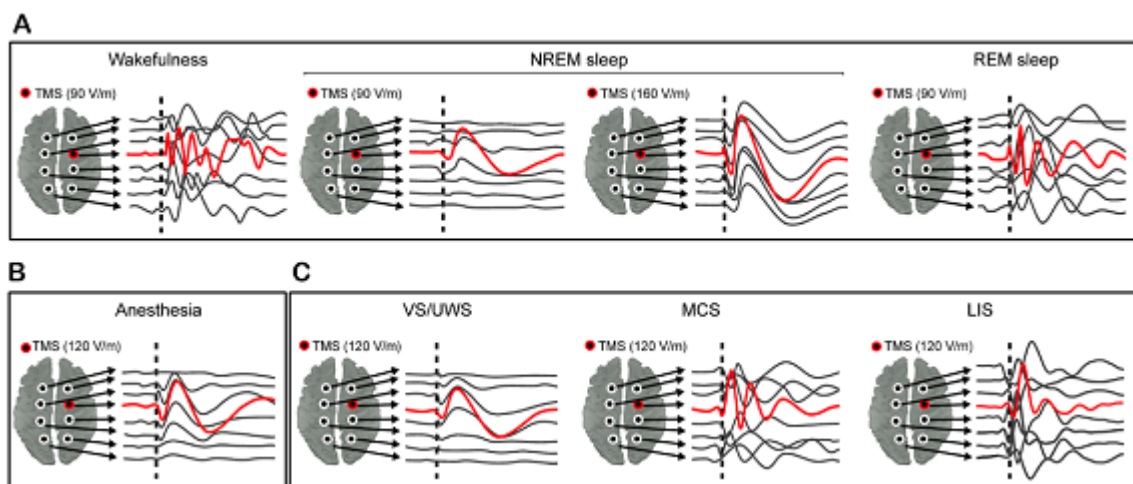 A
Wakefulness
NREM sleep
REM sleep
TMS (90 V/m)
TMS (90 V/m)
TMS (160 V/m)
TMS (90 V/m)
B
C
Anesthesia
VS/UWS
MCS
LIS
TMS (120 V/m)
TMS (120 V/m)
TMS (120 V/m)
TMS (120 V/m)